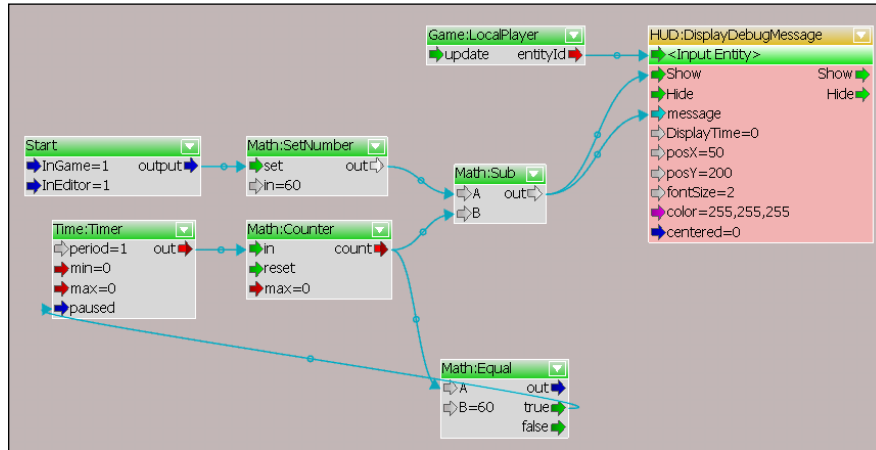 Game:LocalPlayer
update entityId
HUD:DisplayDebugMessage
<Input Entity>
Show Show
Hide Hide
message
DisplayTime=0
posX=50
posY=200
fontSize=2
color=255,255,255
centered=0
Start
InGame=1 output
InEditor=1
Math:SetNumber
set out
in=60
Math:Sub
A out
B
Time:Timer
period=1 out
min=0
max=0
paused
Math:Counter
in count
reset
max=0
Math:Equal
A out
B=60 true
false